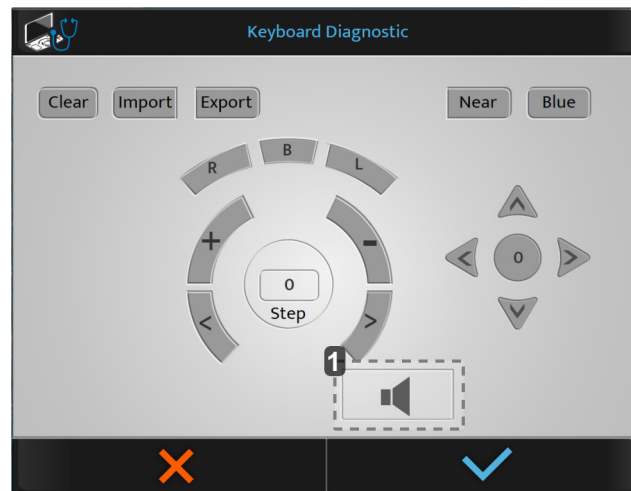 Keyboard Diagnostic
Clear Import Export Near Blue
R B L
+ -
0
Step
< >
0
1